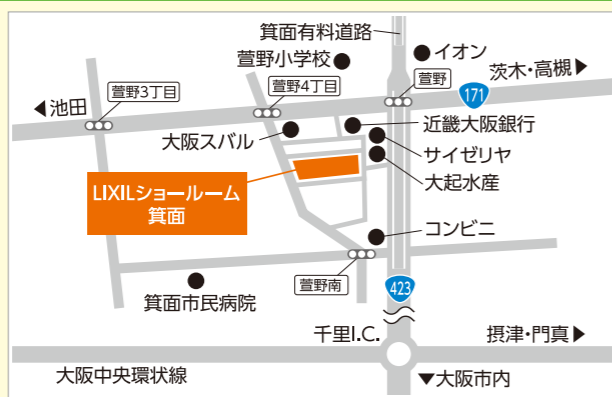 箕面有料道路
イオン
萱野小学校
茨木・高槻▶
萱野
171
萱野3丁目
萱野4丁目
◀池田
近畿大阪銀行
大阪スバル
サイゼリヤ
大起水産
LIXILショールーム
箕面
コンビニ
萱野南
423
箕面市民病院
千里I.C.
摂津・門真▶
大阪中央環状線
▼大阪市内